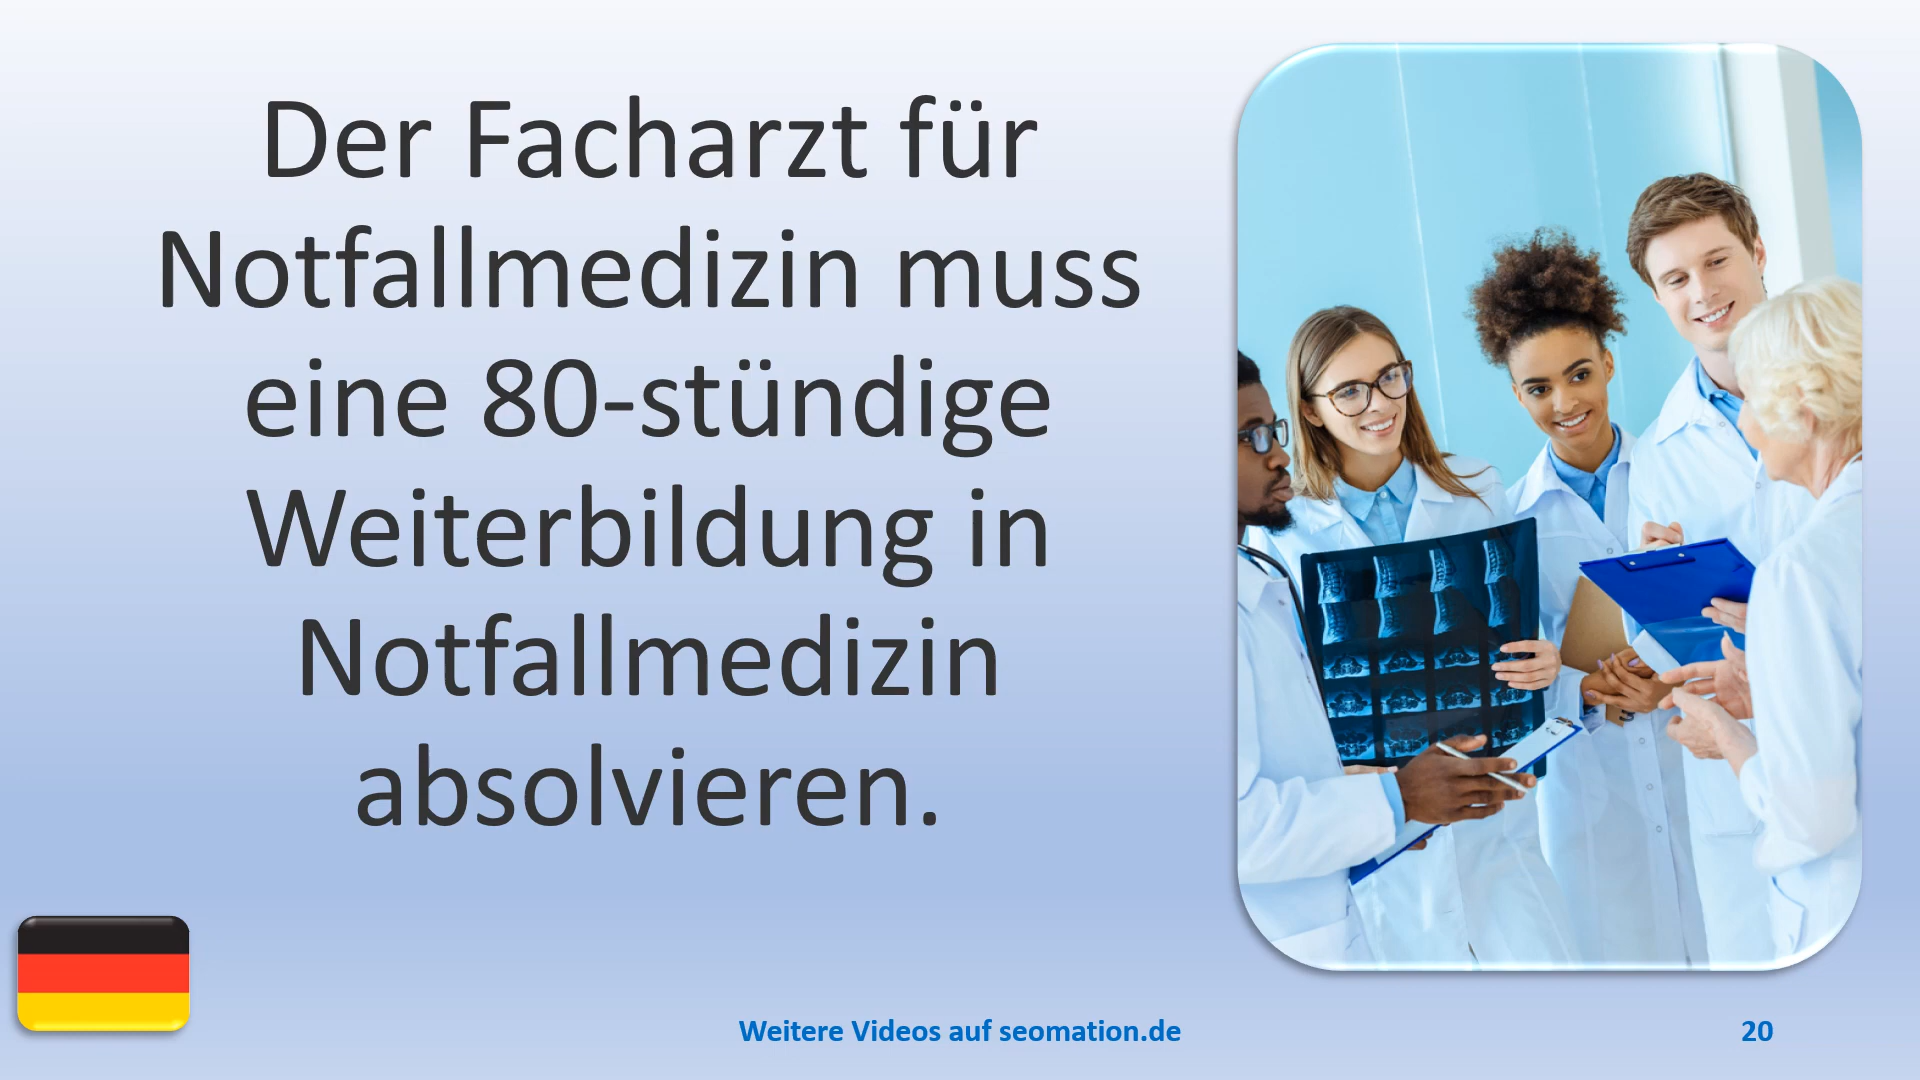 Der Facharzt für
Notfallmedizin muss
eine 80-stündige
Weiterbildung in
Notfallmedizin
absolvieren.
Weitere Videos auf seomation.de
20